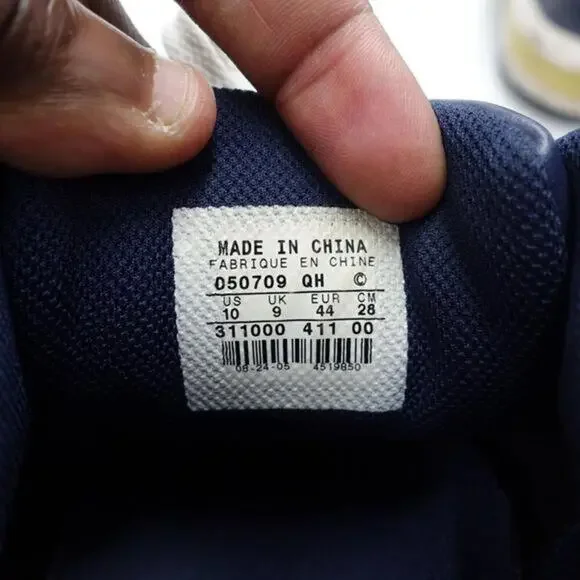 MADE IN CHINA
FABRIQUE EN CHINE
050709 QH ©
US UK EUR CM
10 9 44 28
311000 411 00
08-24-05 4519850